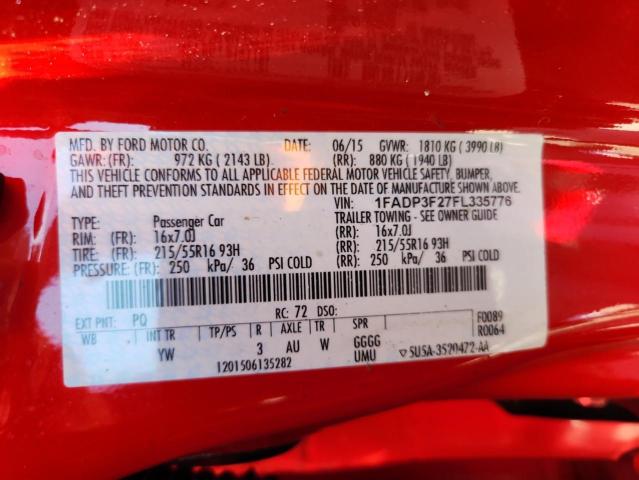 MFD. BY FORD MOTOR CO. DATE: 06/15 GVWR: 1810 KG ( 3990 LB)
GAWR: (FR): 972 KG ( 2143 LB) (RR): 880 KG ( 1940 LB)
THIS VEHICLE CONFORMS TO ALL APPLICABLE FEDERAL MOTOR VEHICLE SAFETY, BUMPER,
AND THEFT PREVENTION STANDARDS IN EFFECT ON THE DATE OF MANUFACTURE SHOWN ABOVE.
VIN: 1FADP3F27FL335776
TYPE: Passenger Car TRAILER TOWING - SEE OWNER GUIDE
RIM: (FR): 16x7.0J (RR): 16x7.0J
TIRE: (FR): 215/55R16 93H (RR): 215/55R16 93H
PRESSURE: (FR): 250 kPa/ 36 PSI COLD (RR): 250 kPa/ 36 PSI COLD
EXT PNT: PQ RC: 72 DSO: F0089
WB INT TR TP/PS R AXLE TR SPR R0064
YW 3 AU W GGGG
1201506135282 UMU ▽SU5A-3520472-AA